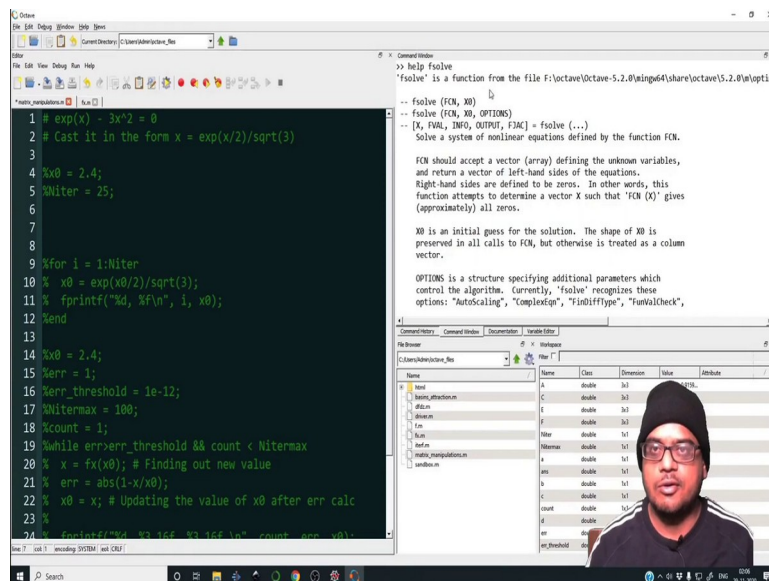 Octave
File Edit Debug Window Help News
Current Directory: C:\Users\Admin\octave_files
Editor
File Edit View Debug Run Help
* matrix_manipulations.m
fx.m
1 # exp(x) - 3x^2 = 0
2 # Cast it in the form x = exp(x/2)/sqrt(3)
3
4 %x0 = 2.4;
5 %Niter = 25;
6
7
8
9 %for i = 1:Niter
10 %  x0 = exp(x0/2)/sqrt(3);
11 %  fprintf("%d, %f\n", i, x0);
12 %end
13
14 %x0 = 2.4;
15 %err = 1;
16 %err_threshold = 1e-12;
17 %Nitermax = 100;
18 %count = 1;
19 %while err>err_threshold && count < Nitermax
20 %  x = fx(x0); # Finding out new value
21 %  err = abs(1-x/x0);
22 %  x0 = x; # Updating the value of x0 after err calc
23 %
24 %  fprintf("%d, %3.16f, %3.16f \n", count, err, x0);
line: 7 col: 1 encoding: SYSTEM eol: CRLF
Command Window
>> help fsolve
'fsolve' is a function from the file F:\octave\Octave-5.2.0\mingw64\share\octave\5.2.0\m\opti
-- fsolve (FCN, X0)
-- fsolve (FCN, X0, OPTIONS)
-- [X, FVAL, INFO, OUTPUT, FJAC] = fsolve (...)
Solve a system of nonlinear equations defined by the function FCN.
FCN should accept a vector (array) defining the unknown variables,
and return a vector of left-hand sides of the equations.
Right-hand sides are defined to be zeros.  In other words, this
function attempts to determine a vector X such that 'FCN (X)' gives
(approximately) all zeros.
X0 is an initial guess for the solution.  The shape of X0 is
preserved in all calls to FCN, but otherwise is treated as a column
vector.
OPTIONS is a structure specifying additional parameters which
control the algorithm.  Currently, 'fsolve' recognizes these
options: "AutoScaling", "ComplexEqn", "FinDiffType", "FunValCheck",
Command History Command Window Documentation Variable Editor
File Browser
C:/Users/Admin/octave_files
Name
html
basins_attraction.m
dfdz.m
driver.m
f.m
fx.m
iterf.m
matrix_manipulations.m
sandbox.m
Workspace
Filter
Name Class Dimension Value Attribute
A double 3x3
C double 3x3
E double 3x3
F double 3x3
Niter double 1x1
Nitermax double 1x1
a double 1x1
ans double 1x1
b double 1x1
c double 1x1
count double 1x1
d double
err
err_threshold
Search
ENG
02:06